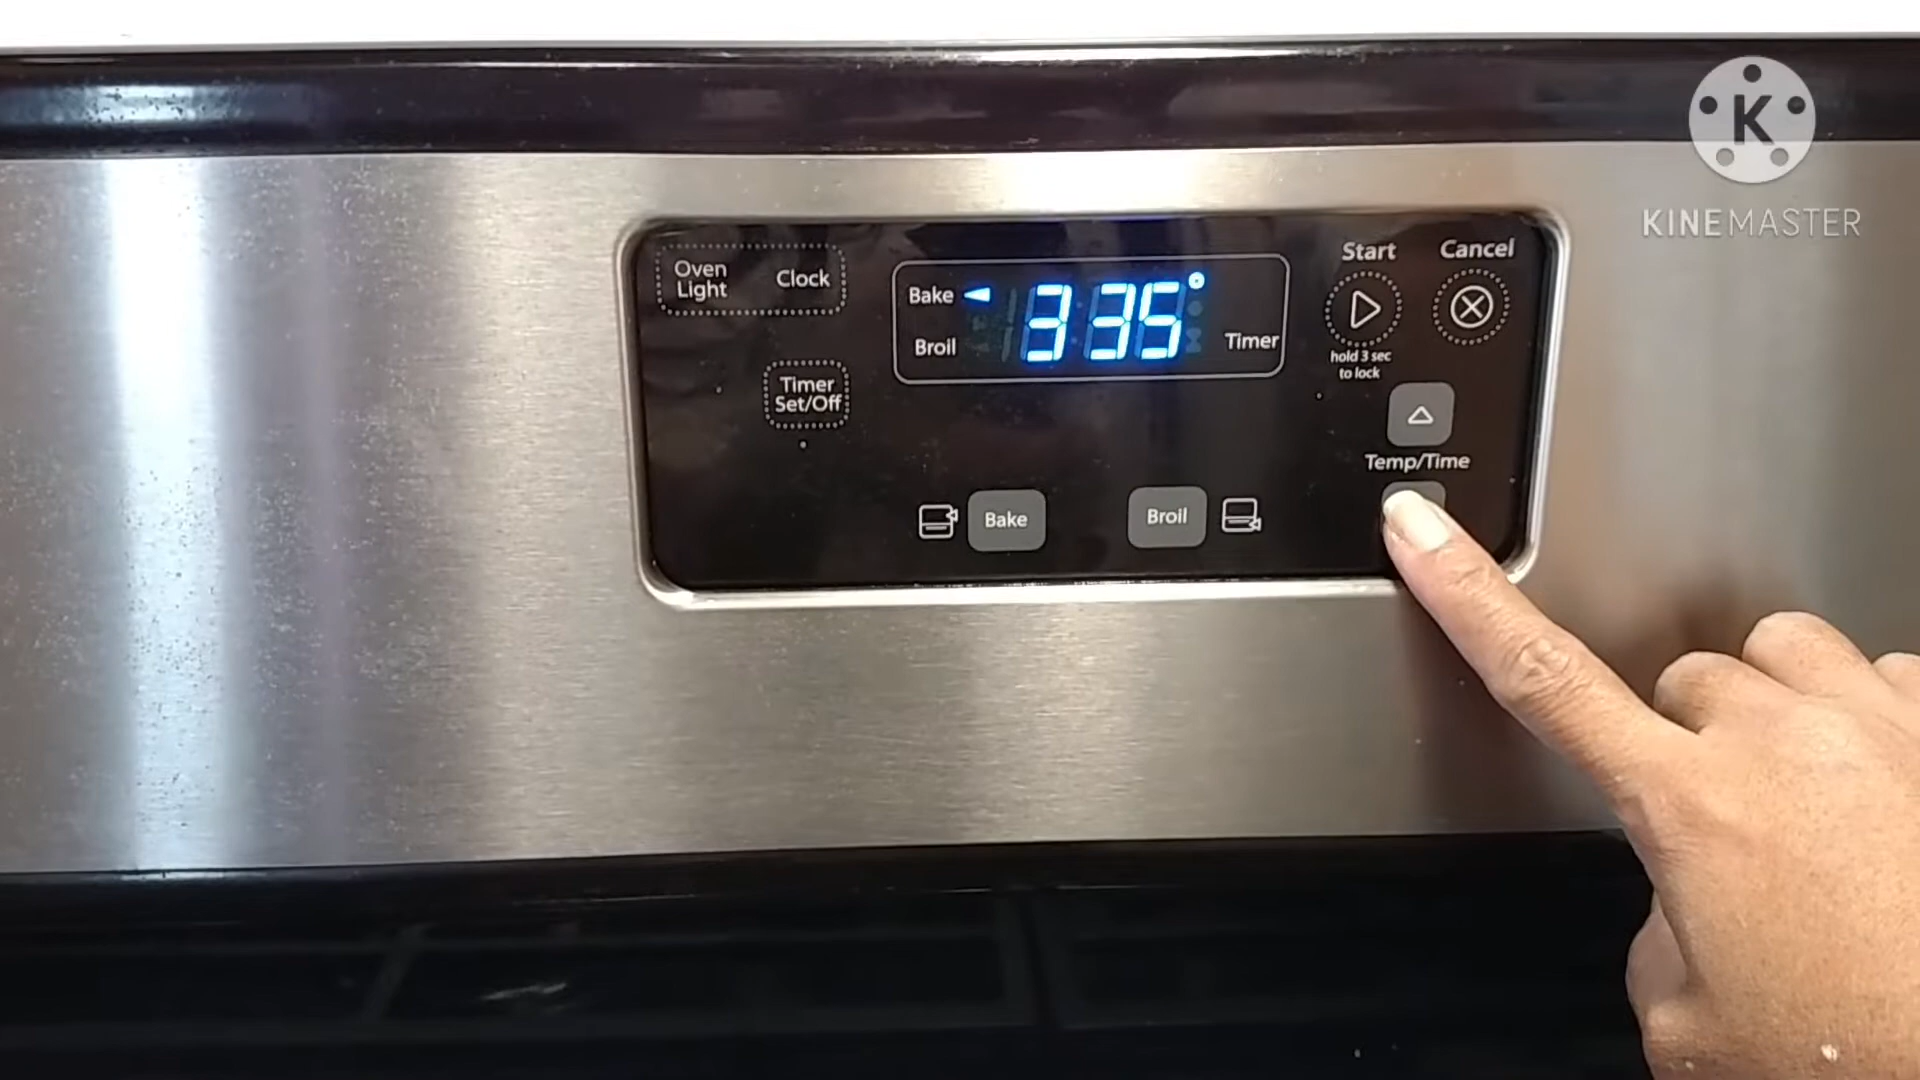 K
KINEMASTER
Oven
Light
Clock
Bake
335°
Broil
Timer
Start
Cancel
hold 3 sec
to lock
Timer
Set/Off
Temp/Time
Bake
Broil